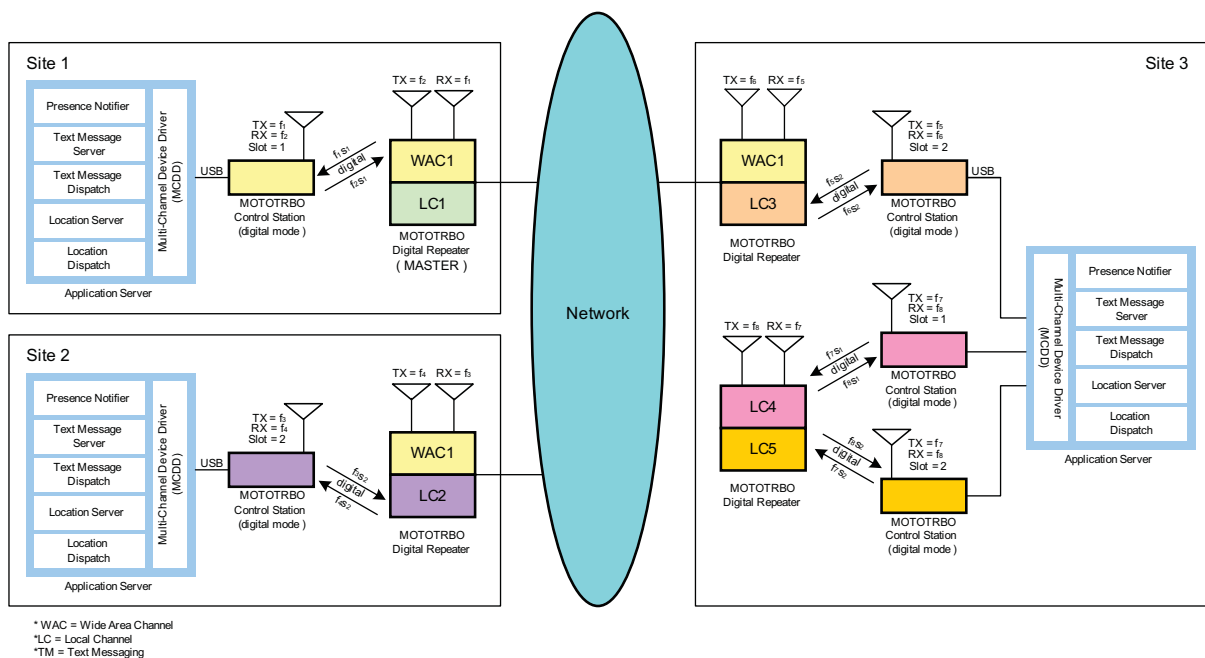 Site 1
Presence Notifier
Text Message
Server
Text Message
Dispatch
Location Server
Location
Dispatch
Multi-Channel Device Driver
(MCDD)
Application Server
USB
TX = f₁
RX = f₂
Slot = 1
MOTOTRBO
Control Station
(digital mode )
f₁s₁
digital
f₂s₁
TX = f₂
RX = f₁
WAC1
LC1
MOTOTRBO
Digital Repeater
( MASTER )
Site 2
Presence Notifier
Text Message
Server
Text Message
Dispatch
Location Server
Location
Dispatch
Multi-Channel Device Driver
(MCDD)
Application Server
USB
TX = f₃
RX = f₄
Slot = 2
MOTOTRBO
Control Station
(digital mode )
f₃s₂
digital
f₄s₂
TX = f₄
RX = f₃
WAC1
LC2
MOTOTRBO
Digital Repeater
Network
Site 3
TX = f₆
RX = f₅
WAC1
LC3
MOTOTRBO
Digital Repeater
f₅s₂
digital
f₆s₂
TX = f₅
RX = f₆
Slot = 2
USB
MOTOTRBO
Control Station
(digital mode )
TX = f₈
RX = f₇
LC4
LC5
MOTOTRBO
Digital Repeater
f₇s₁
digital
f₈s₁
TX = f₇
RX = f₈
Slot = 1
MOTOTRBO
Control Station
(digital mode )
f₈s₂
digital
f₇s₂
TX = f₇
RX = f₈
Slot = 2
MOTOTRBO
Control Station
(digital mode )
Multi-Channel Device Driver
(MCDD)
Presence Notifier
Text Message
Server
Text Message
Dispatch
Location Server
Location
Dispatch
Application Server
* WAC = Wide Area Channel
*LC = Local Channel
*TM = Text Messaging